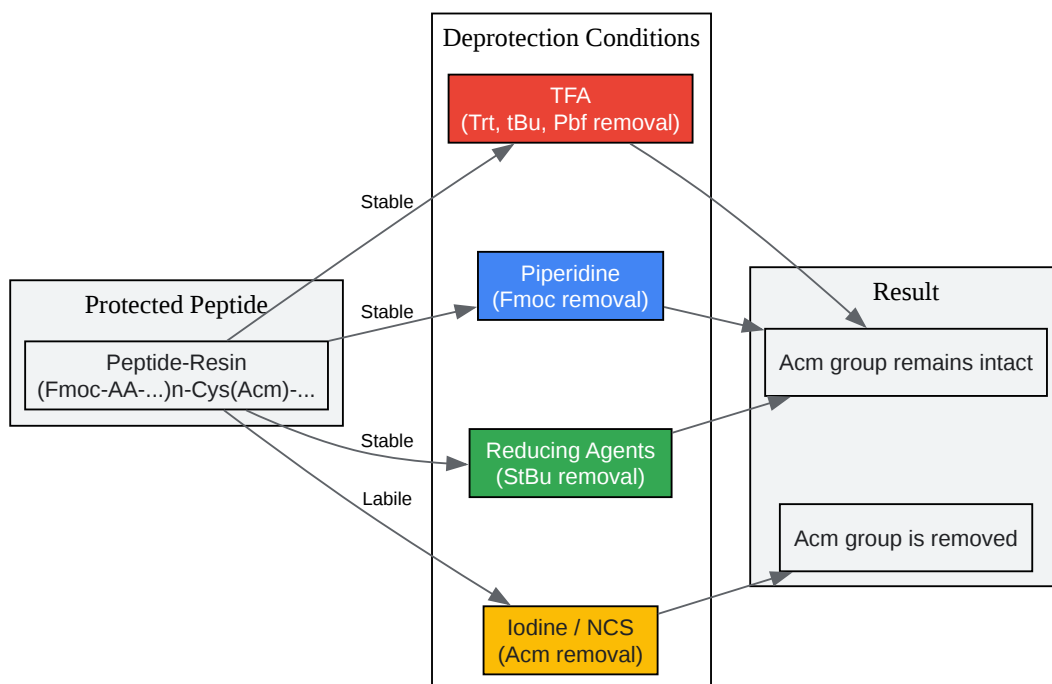 Deprotection Conditions
TFA
(Trt, tBu, Pbf removal)
Stable
Piperidine
(Fmoc removal)
Protected Peptide
Stable
Result
Peptide-Resin
(Fmoc-AA-...)n-Cys(Acm)-...
Acm group remains intact
Stable
Reducing Agents
(StBu removal)
Labile
Acm group is removed
Iodine / NCS
(Acm removal)